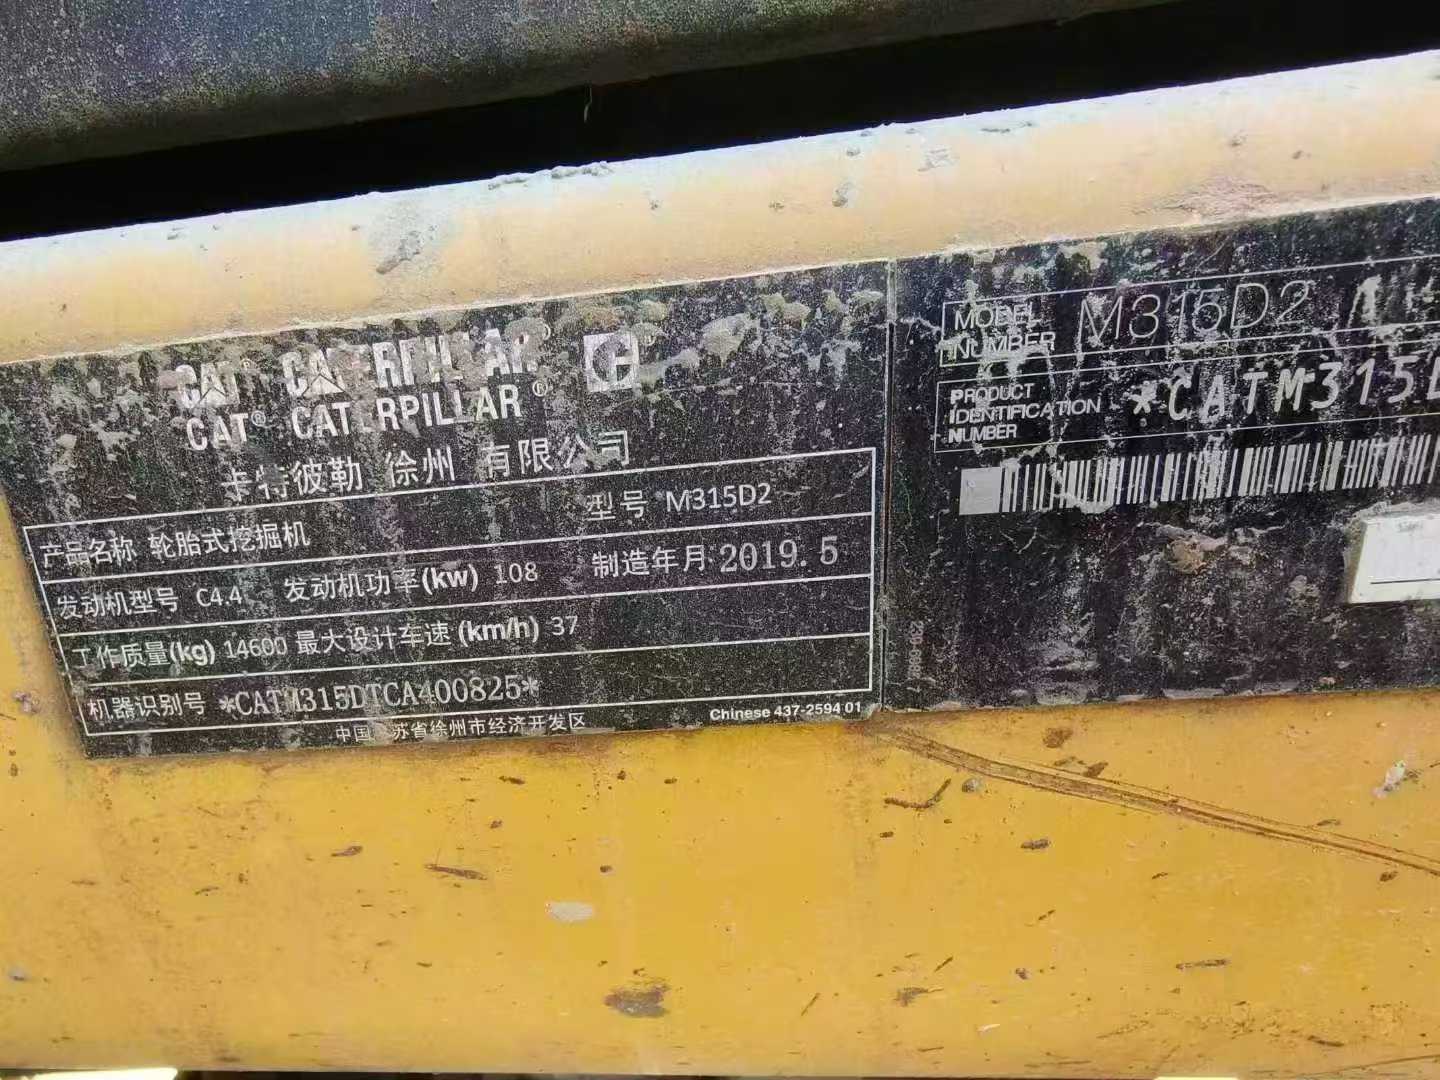 CAT® CATERPILLAR®
CAT® CATERPILLAR®
卡特彼勒 徐州 有限公司
产品名称 轮胎式挖掘机 型号 M315D2
发动机型号 C4.4 发动机功率(kw) 108 制造年月 2019.5
工作质量(kg) 14600 最大设计车速 (km/h) 37
机器识别号 *CATM315DTCA400825*
中国 苏省徐州市经济开发区 Chinese 437-2594 01
MODEL NUMBER M315D2
PRODUCT IDENTIFICATION NUMBER *CATM315